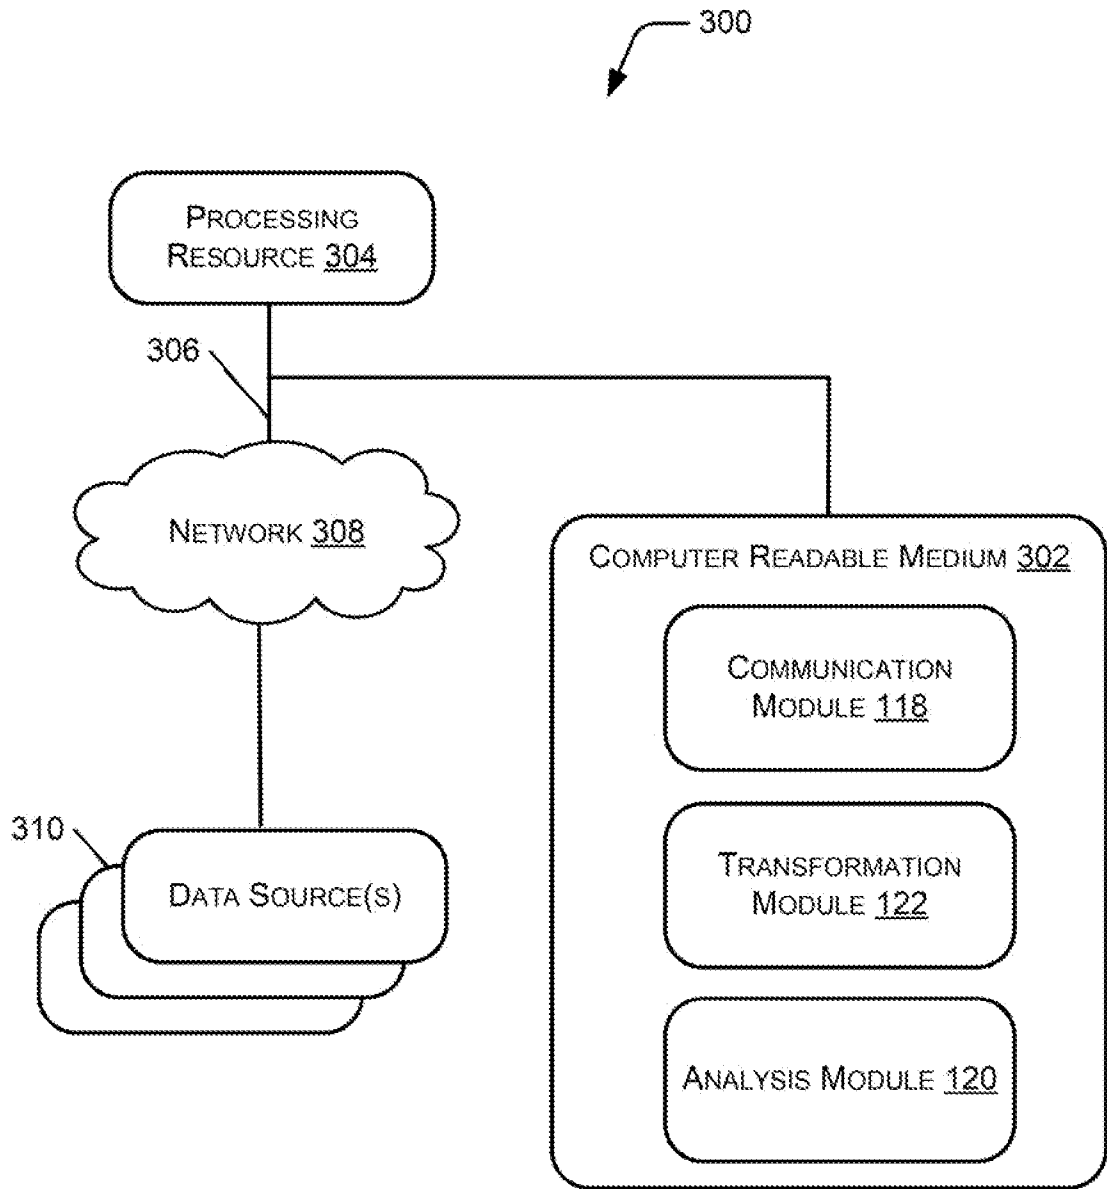 300
PROCESSING
RESOURCE 304
306
NETWORK 308
COMPUTER READABLE MEDIUM 302
COMMUNICATION
MODULE 118
310
DATA SOURCE(S)
TRANSFORMATION
MODULE 122
ANALYSIS MODULE 120